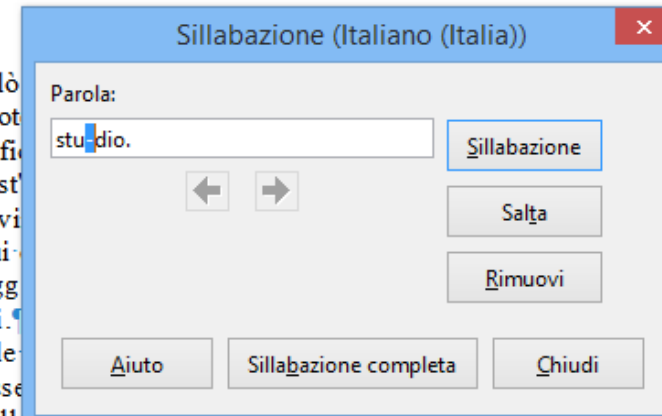 Sillabazione (Italiano (Italia))
Parola:
stu-dio.
Sillabazione
Salta
Rimuovi
Aiuto
Sillabazione completa
Chiudi